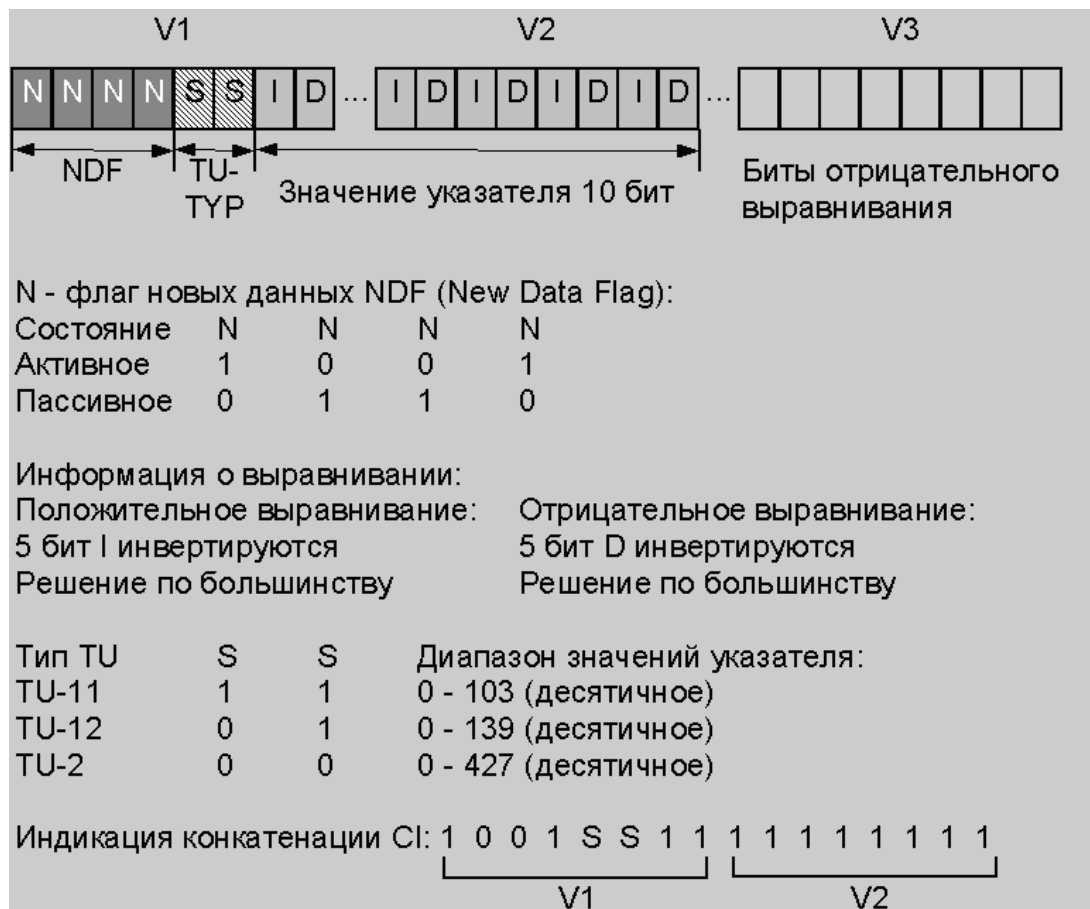 V1 V2 V3
N N N N S S I D ... I D I D I D I D ...
NDF TU-TYP Значение указателя 10 бит Биты отрицательного выравнивания
N - флаг новых данных NDF (New Data Flag):
Состояние N N N N
Активное 1 0 0 1
Пассивное 0 1 1 0
Информация о выравнивании:
Положительное выравнивание: Отрицательное выравнивание:
5 бит I инвертируются 5 бит D инвертируются
Решение по большинству Решение по большинству
Тип TU S S Диапазон значений указателя:
TU-11 1 1 0 - 103 (десятичное)
TU-12 0 1 0 - 139 (десятичное)
TU-2 0 0 0 - 427 (десятичное)
Индикация конкатенации CI: 1 0 0 1 S S 1 1 1 1 1 1 1 1 1 1
V1 V2